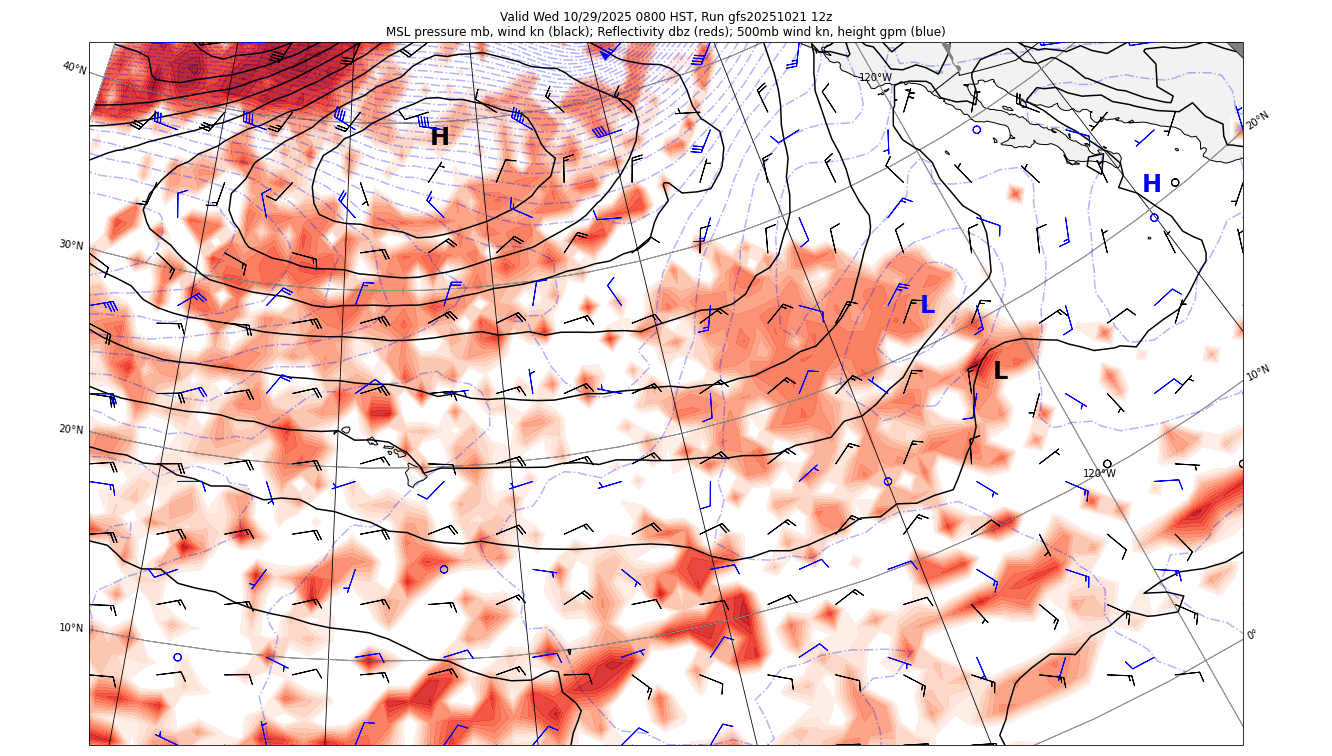 Valid Wed 10/29/2025 0800 HST, Run gfs20251021 12z
MSL pressure mb, wind kn (black); Reflectivity dbz (reds); 500mb wind kn, height gpm (blue)
40°N
120°W
20°N
H
H
30°N
L
L
10°N
20°N
120°W
10°N
0°